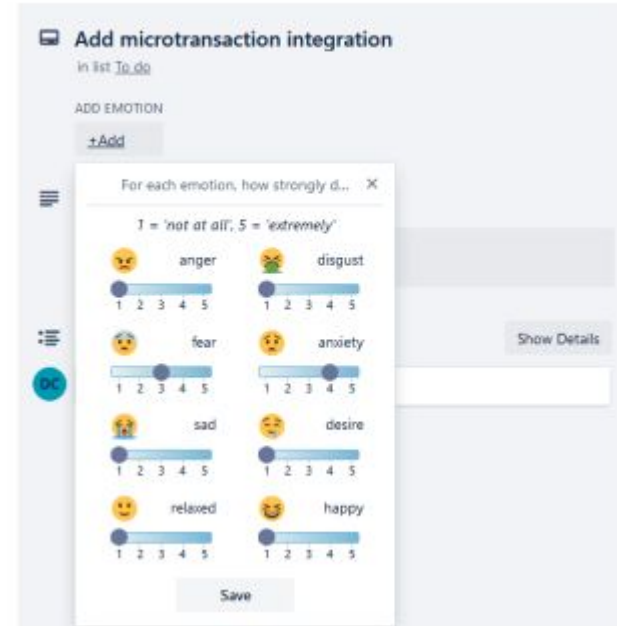 Add microtransaction integration
in list To do
ADD EMOTION
+Add
For each emotion, how strongly d... ×
1 = 'not at all', 5 = 'extremely'
anger disgust
1 2 3 4 5 1 2 3 4 5
fear anxiety
1 2 3 4 5 1 2 3 4 5
sad desire
1 2 3 4 5 1 2 3 4 5
relaxed happy
1 2 3 4 5 1 2 3 4 5
Save
Show Details
DC